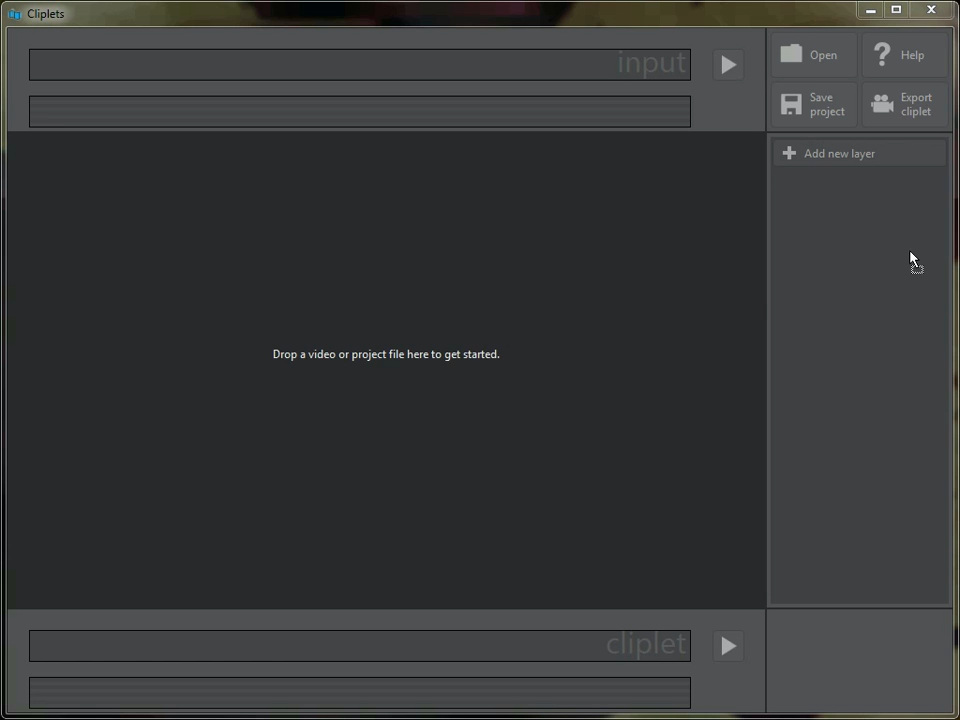 Cliplets
input
Open
Help
Save
project
Export
cliplet
Add new layer
Drop a video or project file here to get started.
cliplet